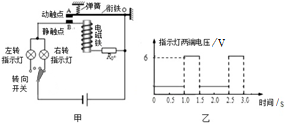 弹簧 衔铁 O
动触点 A
B
静触点
电磁铁
左转指示灯
右转指示灯
R₀
转向开关
甲
指示灯两端电压/V
6
0 0.5 1.0 1.5 2.0 2.5 3.0 时间/s
乙